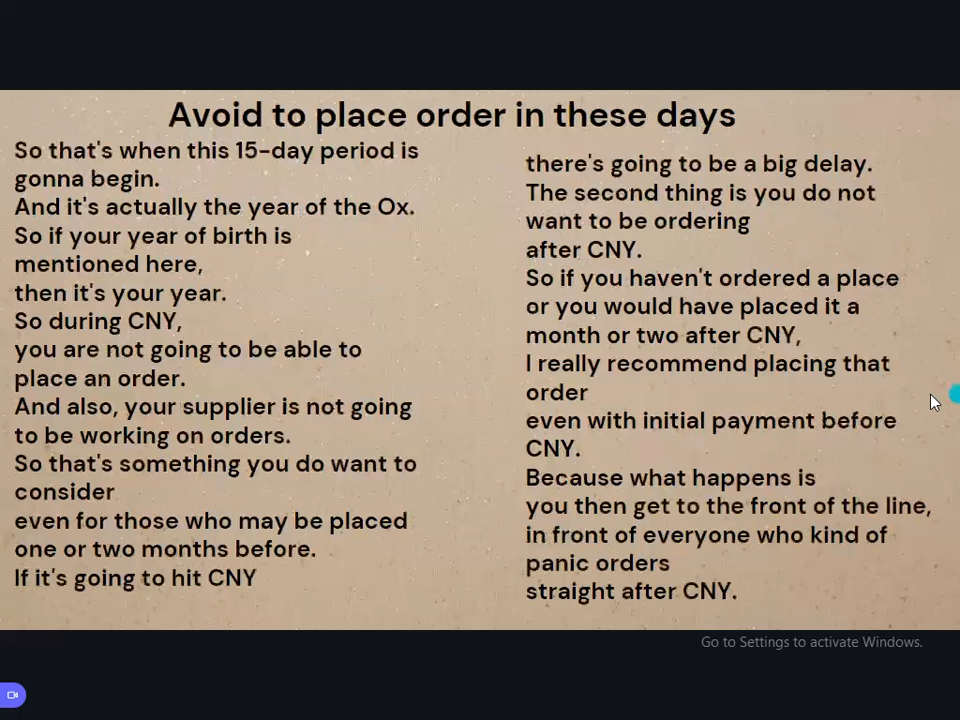 Avoid to place order in these days
So that's when this 15-day period is
gonna begin.
And it's actually the year of the Ox.
So if your year of birth is
mentioned here,
then it's your year.
So during CNY,
you are not going to be able to
place an order.
And also, your supplier is not going
to be working on orders.
So that's something you do want to
consider
even for those who may be placed
one or two months before.
If it's going to hit CNY
there's going to be a big delay.
The second thing is you do not
want to be ordering
after CNY.
So if you haven't ordered a place
or you would have placed it a
month or two after CNY,
I really recommend placing that
order
even with initial payment before
CNY.
Because what happens is
you then get to the front of the line,
in front of everyone who kind of
panic orders
straight after CNY.
Go to Settings to activate Windows.